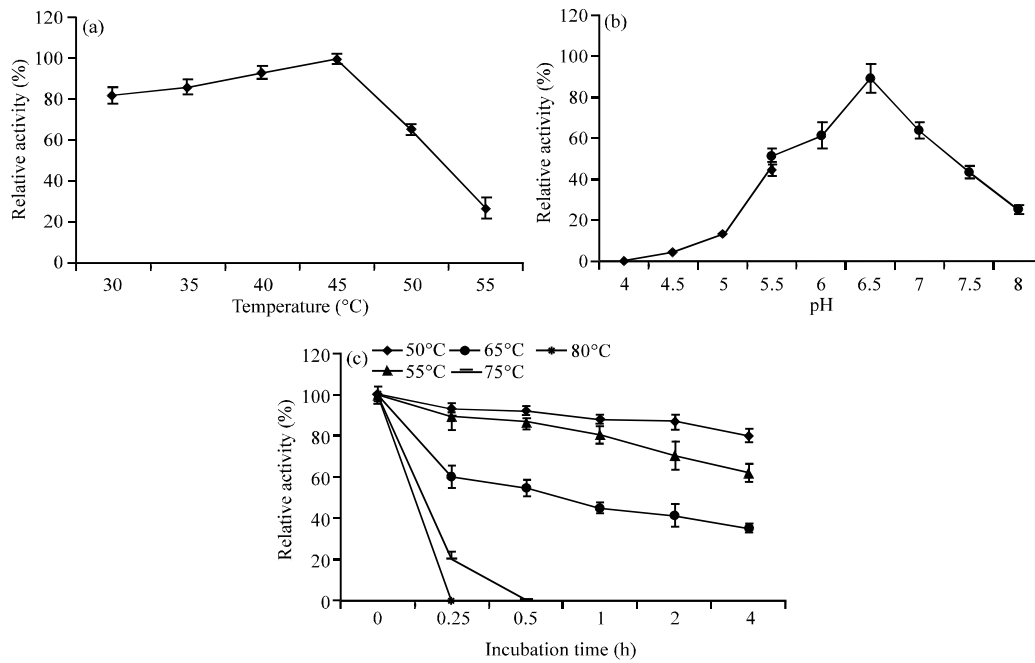 (a)
120
100
80
60
40
20
0
Relative activity (%)
30 35 40 45 50 55
Temperature (°C)
(b)
120
100
80
60
40
20
0
Relative activity (%)
4 4.5 5 5.5 6 6.5 7 7.5 8
pH
(c)
50°C 65°C 80°C
55°C 75°C
120
100
80
60
40
20
0
Relative activity (%)
0 0.25 0.5 1 2 4
Incubation time (h)